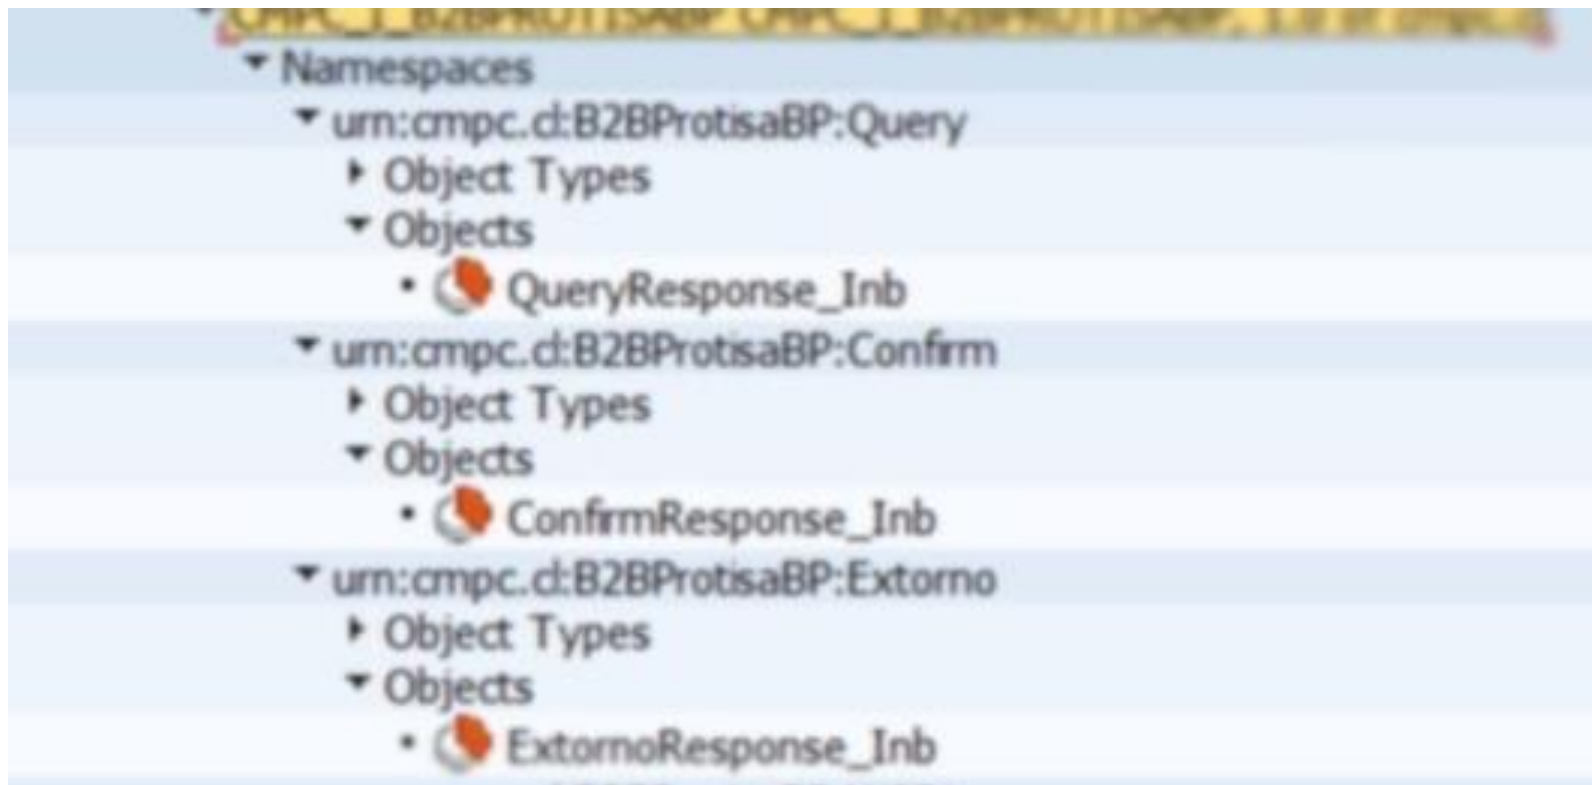 Namespaces
urn:cmpc.cl:B2BProtisaBP:Query
Object Types
Objects
QueryResponse_Inb
urn:cmpc.cl:B2BProtisaBP:Confirm
Object Types
Objects
ConfirmResponse_Inb
urn:cmpc.cl:B2BProtisaBP:Extorno
Object Types
Objects
ExtornoResponse_Inb